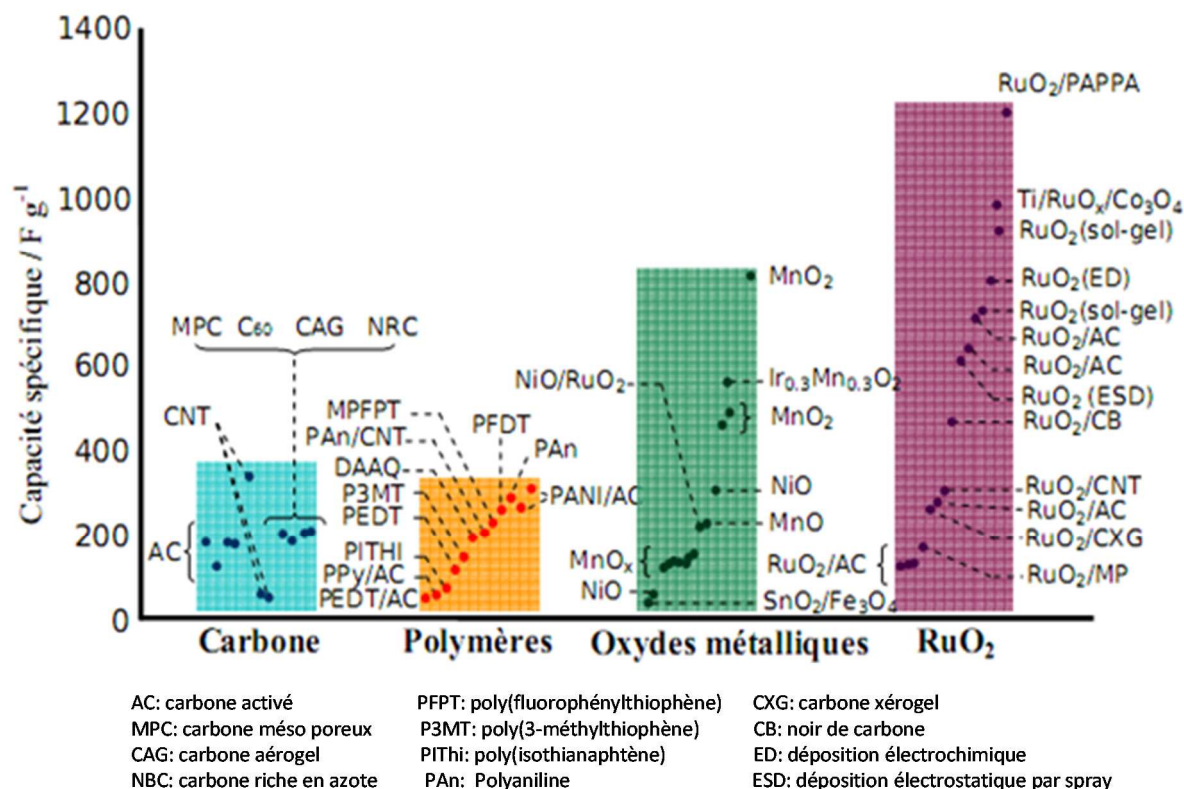 Capacité spécifique / F g⁻¹
1400
1200
1000
800
600
400
200
0
MPC C₆₀ CAG NRC
CNT
AC
MPFPT
PAn/CNT
DAAQ
P3MT
PEDT
PITHI
PPy/AC
PEDT/AC
PFDT
PAn
PANI/AC
NiO/RuO₂
MnOₓ
NiO
MnO₂
Ir₀.₃Mn₀.₃O₂
MnO₂
NiO
MnO
RuO₂/AC
SnO₂/Fe₃O₄
RuO₂/PAPPA
Ti/RuOₓ/Co₃O₄
RuO₂(sol-gel)
RuO₂(ED)
RuO₂(sol-gel)
RuO₂/AC
RuO₂/AC
RuO₂ (ESD)
RuO₂/CB
RuO₂/CNT
RuO₂/AC
RuO₂/CXG
RuO₂/MP
Carbone Polymères Oxydes métalliques RuO₂
AC: carbone activé
MPC: carbone méso poreux
CAG: carbone aérogel
NBC: carbone riche en azote
PFPT: poly(fluorophénylthiophène)
P3MT: poly(3-méthylthiophène)
PIThi: poly(isothianaphtène)
PAn: Polyaniline
CXG: carbone xérogel
CB: noir de carbone
ED: déposition électrochimique
ESD: déposition électrostatique par spray